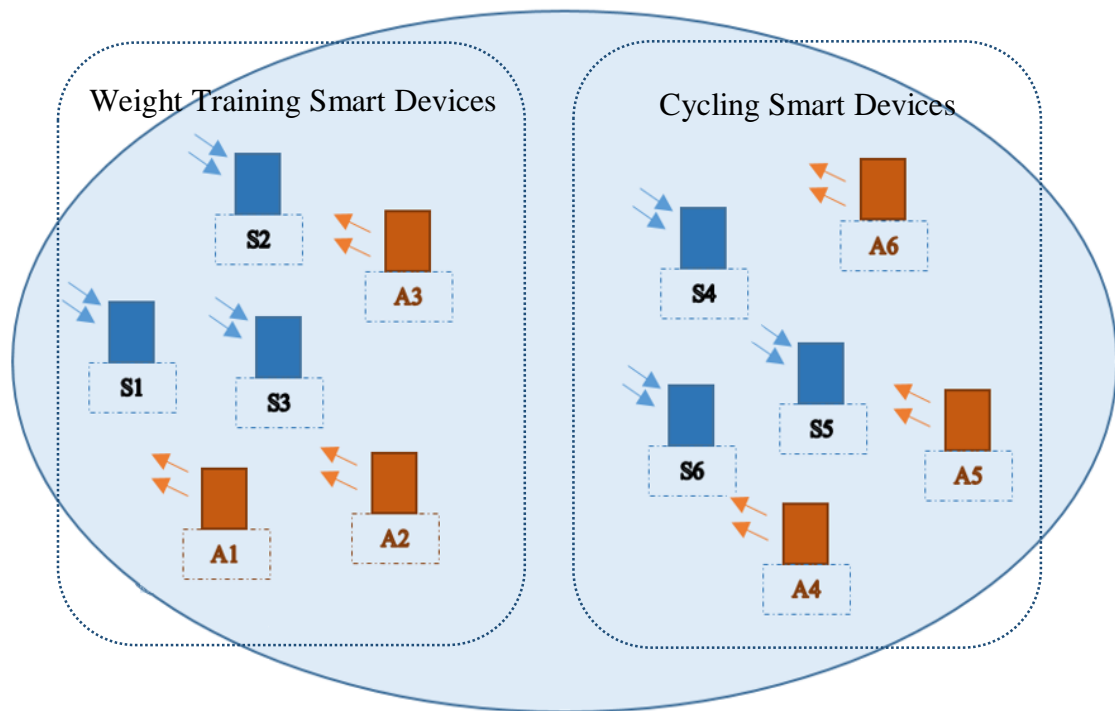 Weight Training Smart Devices
S2
A3
S1
S3
A1
A2
Cycling Smart Devices
A6
S4
S5
S6
A5
A4